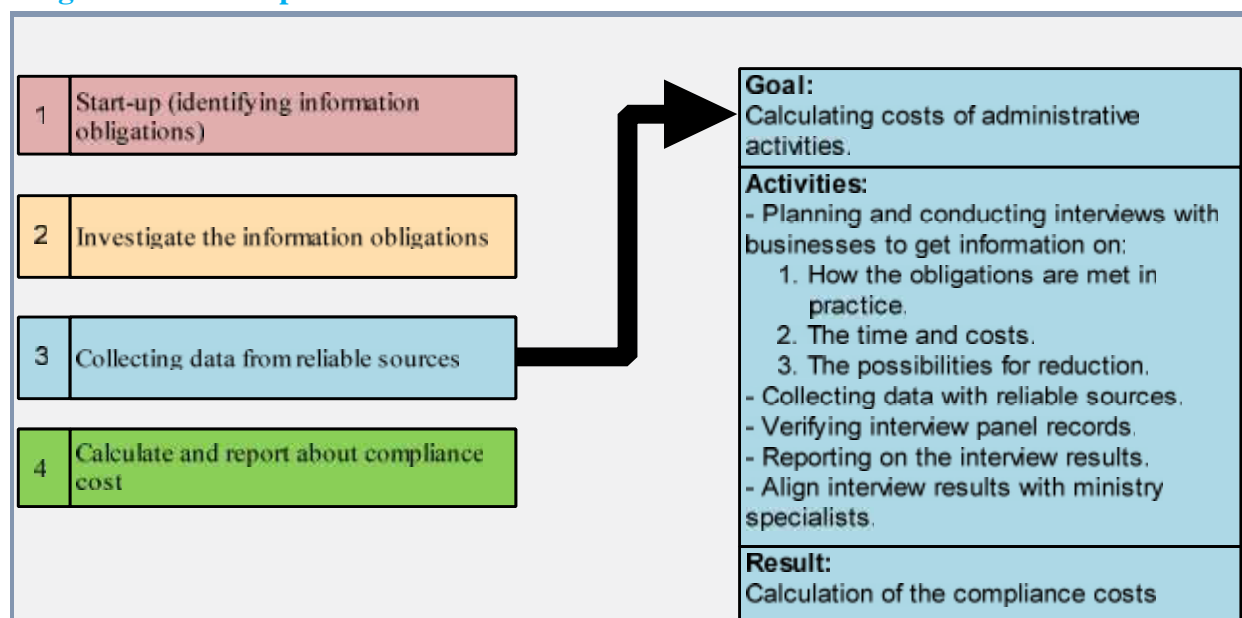 1
Start-up (identifying information
obligations)
2
Investigate the information obligations
3
Collecting data from reliable sources
4
Calculate and report about compliance
cost
Goal:
Calculating costs of administrative
activities.
Activities:
- Planning and conducting interviews with
businesses to get information on:
1. How the obligations are met in
practice.
2. The time and costs.
3. The possibilities for reduction.
- Collecting data with reliable sources.
- Verifying interview panel records.
- Reporting on the interview results.
- Align interview results with ministry
specialists.
Result:
Calculation of the compliance costs